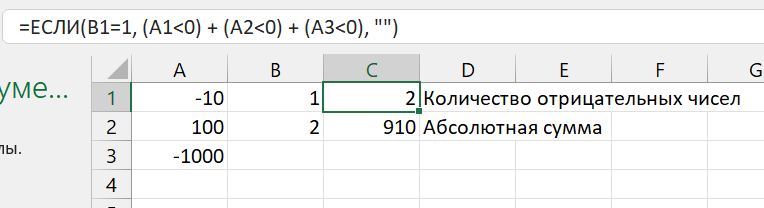 =ЕСЛИ(B1=1, (A1<0) + (A2<0) + (A3<0), "")
A B C D E F G
уме...
1 -10 1 2 Количество отрицательных чисел
2 100 2 910 Абсолютная сумма
лы.
3 -1000
4